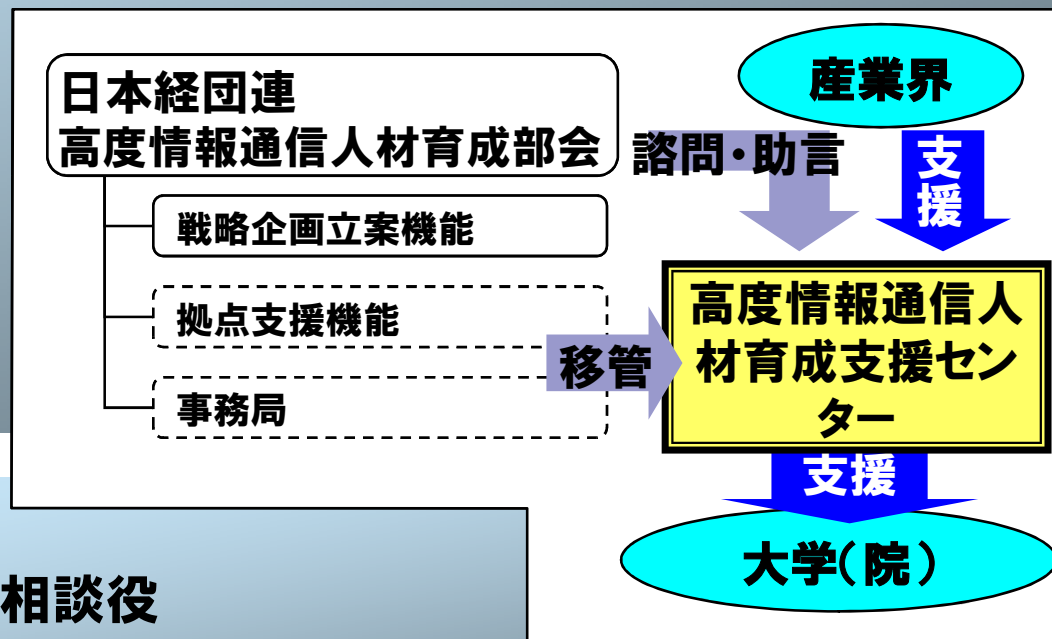 日本経団連
高度情報通信人材育成部会
戦略企画立案機能
拠点支援機能
事務局
産業界
諮問・助言
支
援
移管
高度情報通信人
材育成支援セン
ター
支援
大学(院)
相談役